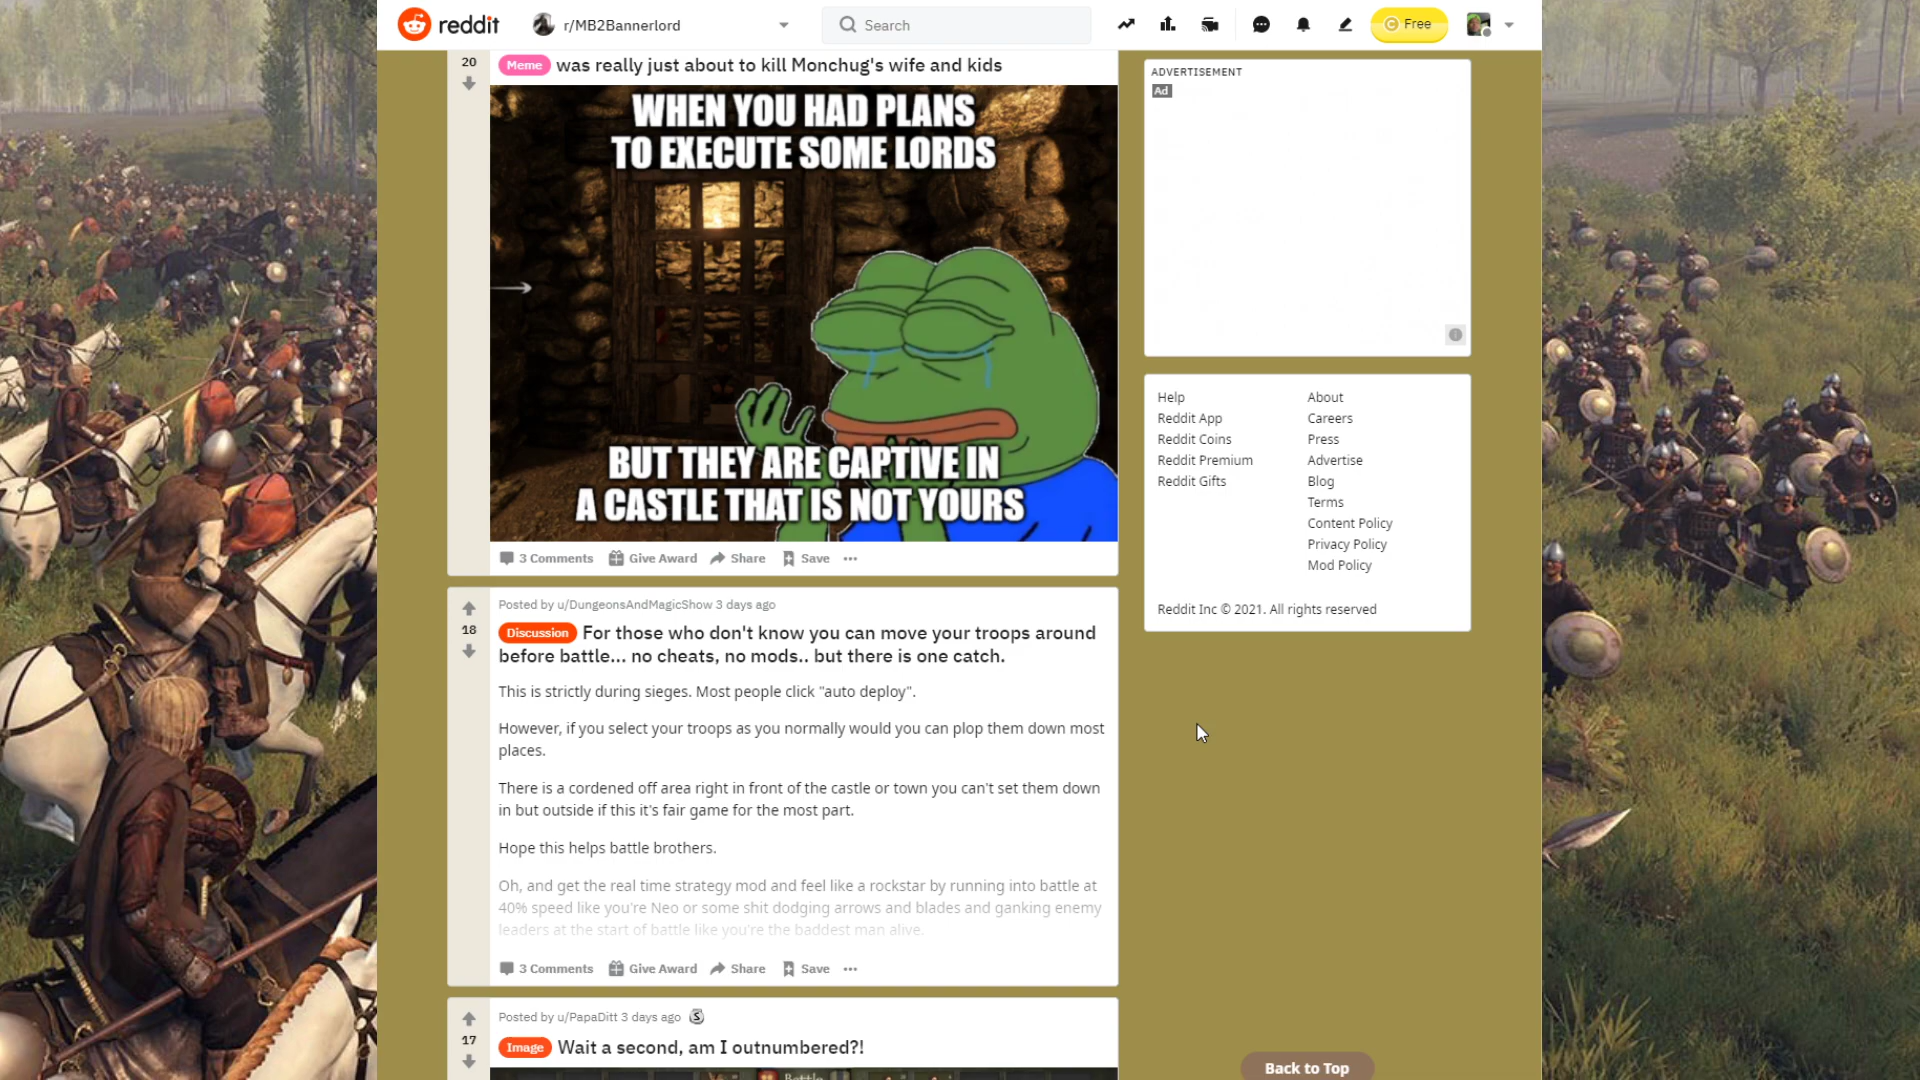 reddit
r/MB2Bannerlord
Search
Free
20
Meme was really just about to kill Monchug's wife and kids
WHEN YOU HAD PLANS
TO EXECUTE SOME LORDS
BUT THEY ARE CAPTIVE IN
A CASTLE THAT IS NOT YOURS
3 Comments Give Award Share Save
Posted by u/DungeonsAndMagicShow 3 days ago
18
Discussion For those who don't know you can move your troops around
before battle... no cheats, no mods.. but there is one catch.
This is strictly during sieges. Most people click "auto deploy".
However, if you select your troops as you normally would you can plop them down most
places.
There is a cordened off area right in front of the castle or town you can't set them down
in but outside if this it's fair game for the most part.
Hope this helps battle brothers.
Oh, and get the real time strategy mod and feel like a rockstar by running into battle at
40% speed like you're Neo or some shit dodging arrows and blades and ganking enemy
leaders at the start of battle like you're the baddest man alive.
3 Comments Give Award Share Save
Posted by u/PapaDitt 3 days ago
S
17
Image Wait a second, am I outnumbered?!
Battle
ADVERTISEMENT
Ad
Help
Reddit App
Reddit Coins
Reddit Premium
Reddit Gifts
About
Careers
Press
Advertise
Blog
Terms
Content Policy
Privacy Policy
Mod Policy
Reddit Inc © 2021. All rights reserved
Back to Top